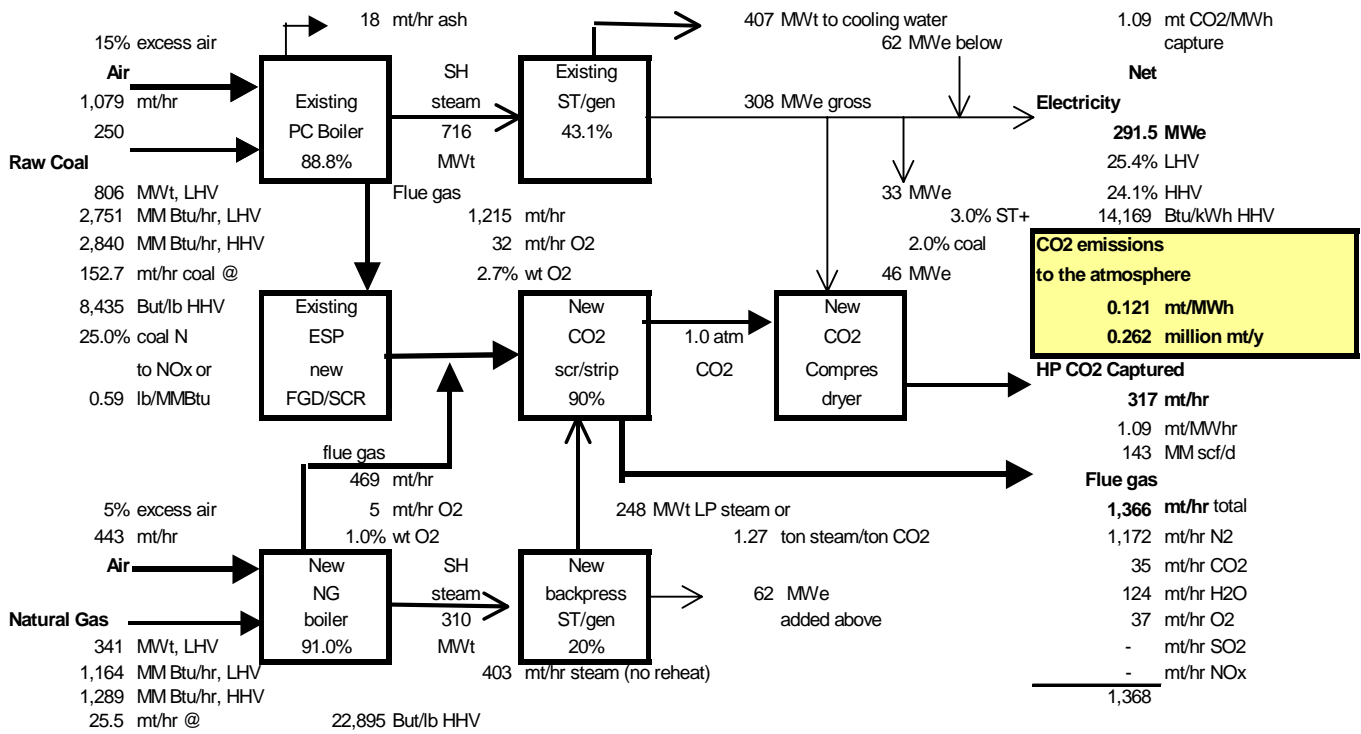 18 mt/hr ash
407 MWt to cooling water
1.09 mt CO2/MWh
15% excess air
62 MWe below
capture
Air
SH
Net
1,079 mt/hr
Existing
PC Boiler
88.8%
steam
716
MWt
Existing
ST/gen
43.1%
308 MWe gross
Electricity
250
291.5 MWe
Raw Coal
25.4% LHV
806 MWt, LHV
Flue gas
33 MWe
24.1% HHV
2,751 MM Btu/hr, LHV
1,215 mt/hr
3.0% ST+
14,169 Btu/kWh HHV
2,840 MM Btu/hr, HHV
32 mt/hr O2
2.0% coal
CO2 emissions
152.7 mt/hr coal @
2.7% wt O2
46 MWe
to the atmosphere
8,435 But/lb HHV
Existing
ESP
new
FGD/SCR
New
CO2
scr/strip
90%
1.0 atm
CO2
New
CO2
Compres
dryer
0.121 mt/MWh
25.0% coal N
0.262 million mt/y
to NOx or
HP CO2 Captured
0.59 lb/MMBtu
317 mt/hr
1.09 mt/MWhr
flue gas
143 MM scf/d
469 mt/hr
Flue gas
5% excess air
5 mt/hr O2
248 MWt LP steam or
1,366 mt/hr total
443 mt/hr
1.0% wt O2
1.27 ton steam/ton CO2
1,172 mt/hr N2
Air
New
NG
boiler
91.0%
SH
steam
310
MWt
New
backpress
ST/gen
20%
35 mt/hr CO2
62 MWe
124 mt/hr H2O
Natural Gas
added above
37 mt/hr O2
341 MWt, LHV
- mt/hr SO2
1,164 MM Btu/hr, LHV
403 mt/hr steam (no reheat)
- mt/hr NOx
1,289 MM Btu/hr, HHV
1,368
25.5 mt/hr @
22,895 But/lb HHV